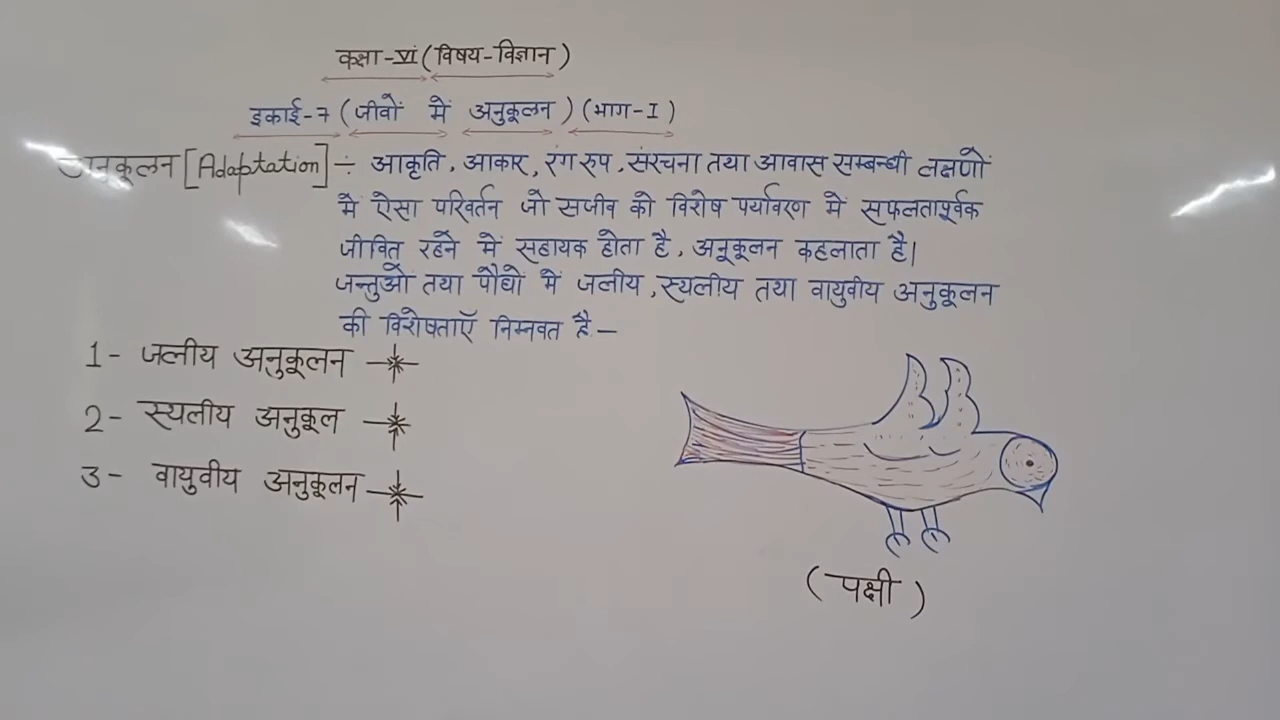 कक्षा-VI (विषय-विज्ञान)
इकाई-7 (जीवों में अनुकूलन) (भाग-I)
अनुकूलन [Adaptation] ÷ आकृति, आकार, रंग रुप, संरचना तथा आवास सम्बन्धी लक्षणों
में ऐसा परिवर्तन जो सजीव को विशेष पर्यावरण में सफलतापूर्वक
जीवित रहने में सहायक होता है, अनूकूलन कहलाता है।
जन्तुओं तथा पौधों में जलीय, स्थलीय तथा वायुवीय अनुकूलन
की विशेषताएँ निम्नवत है –
1- जलीय अनुकूलन
2- स्थलीय अनुकूल
3- वायुवीय अनुकूलन
(पक्षी)